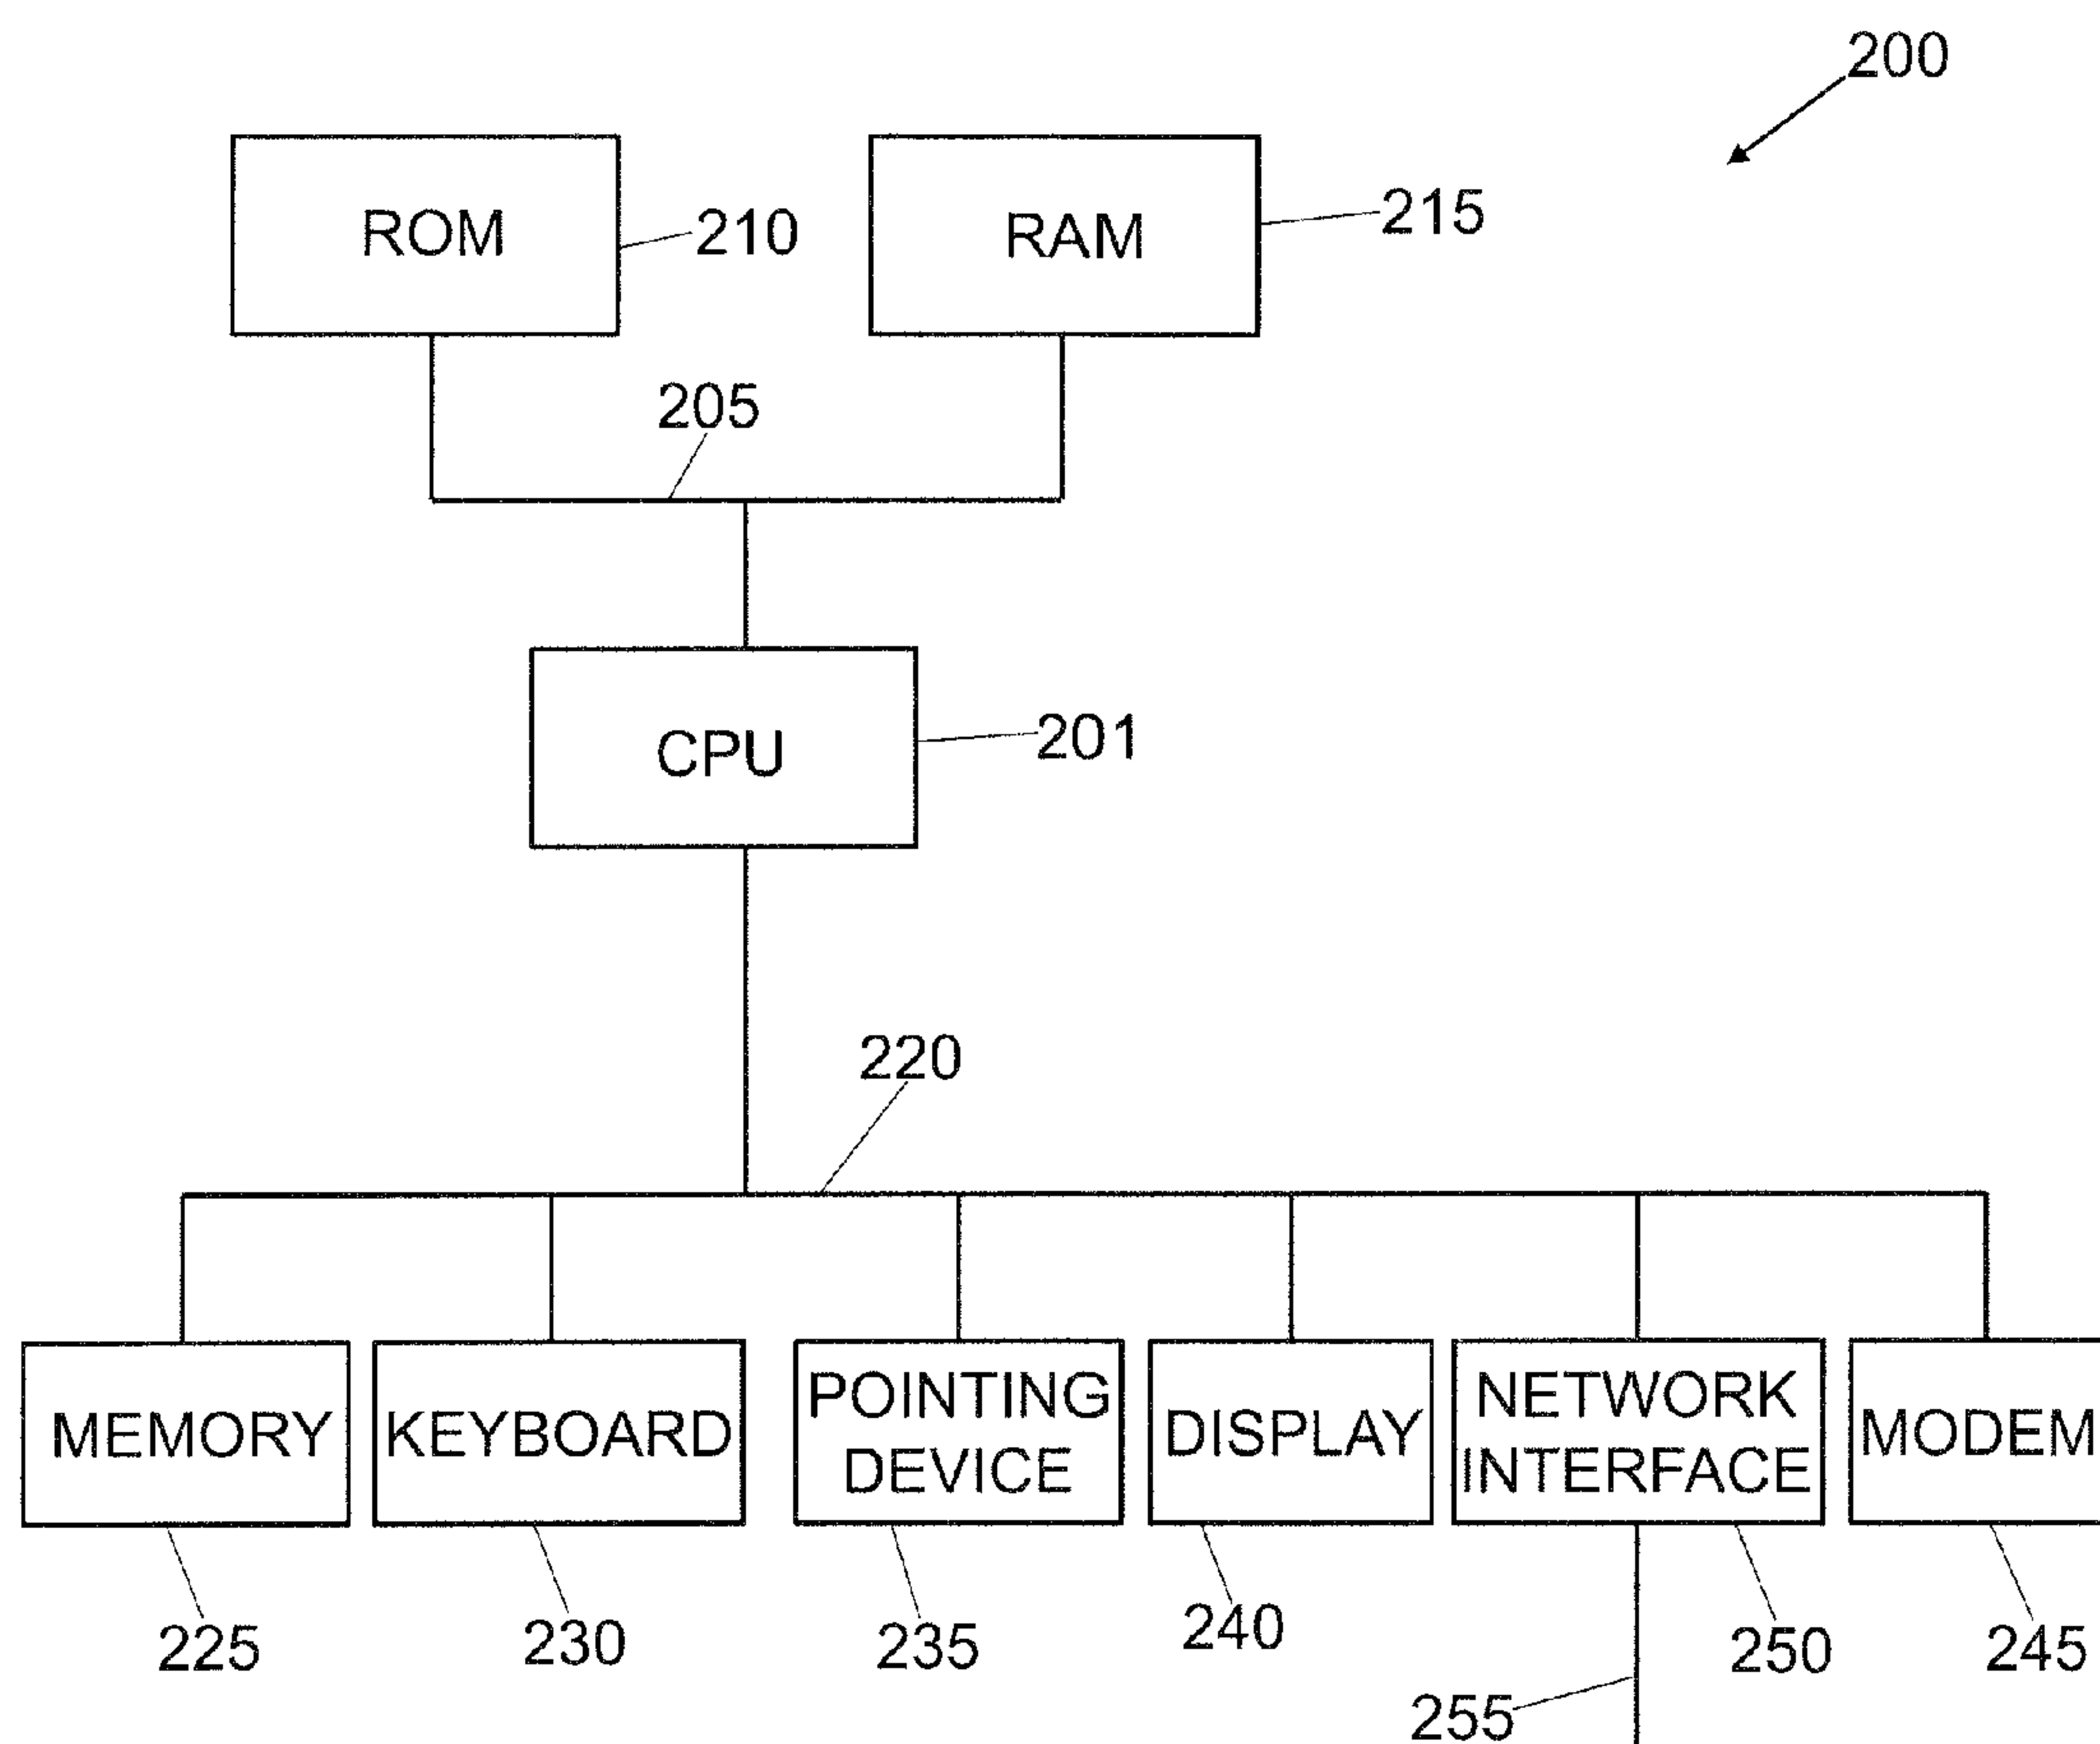 200
ROM
210
RAM
215
205
CPU
201
220
MEMORY
KEYBOARD
POINTING
DEVICE
DISPLAY
NETWORK
INTERFACE
MODEM
225
230
235
240
250
245
255